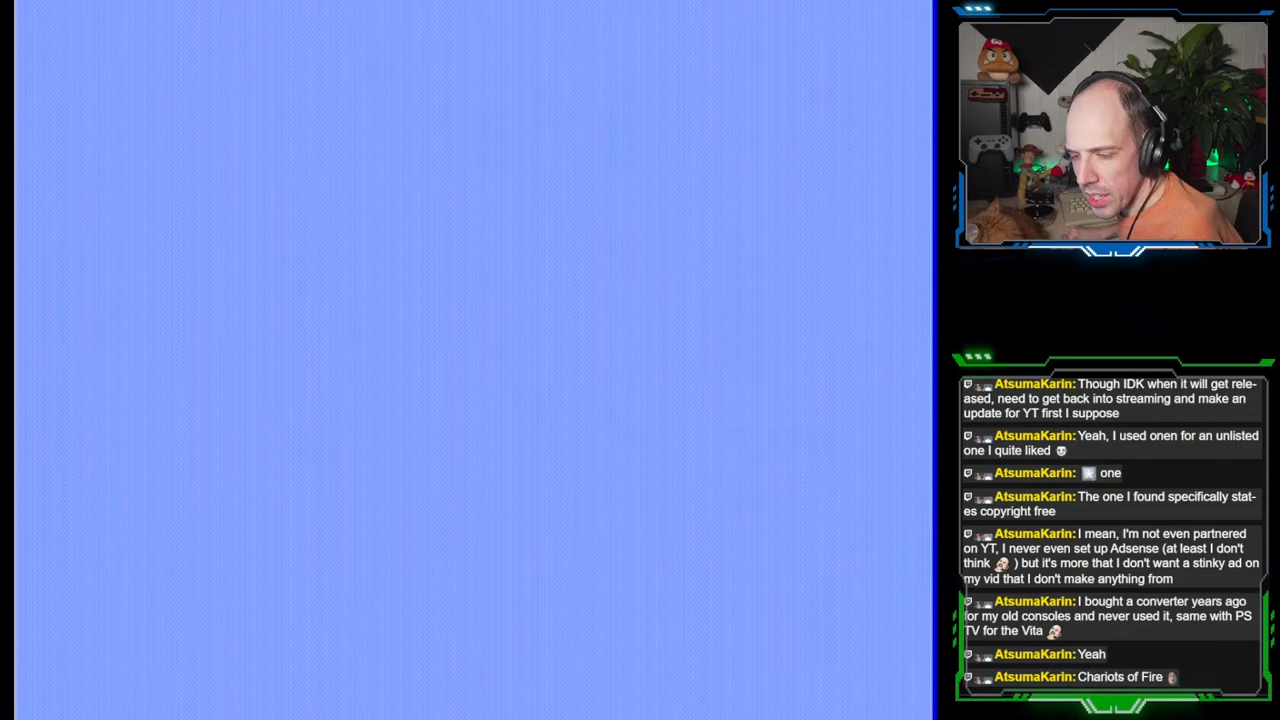 AtsumaKarin: Though IDK when it will get rele-
ased, need to get back into streaming and make an
update for YT first I suppose
AtsumaKarin: Yeah, I used onen for an unlisted
one I quite liked
AtsumaKarin: one
AtsumaKarin: The one I found specifically stat-
es copyright free
AtsumaKarin: I mean, I'm not even partnered
on YT, I never even set up Adsense (at least I don't
think ) but it's more that I don't want a stinky ad on
my vid that I don't make anything from
AtsumaKarin: I bought a converter years ago
for my old consoles and never used it, same with PS
TV for the Vita
AtsumaKarin: Yeah
AtsumaKarin: Chariots of Fire